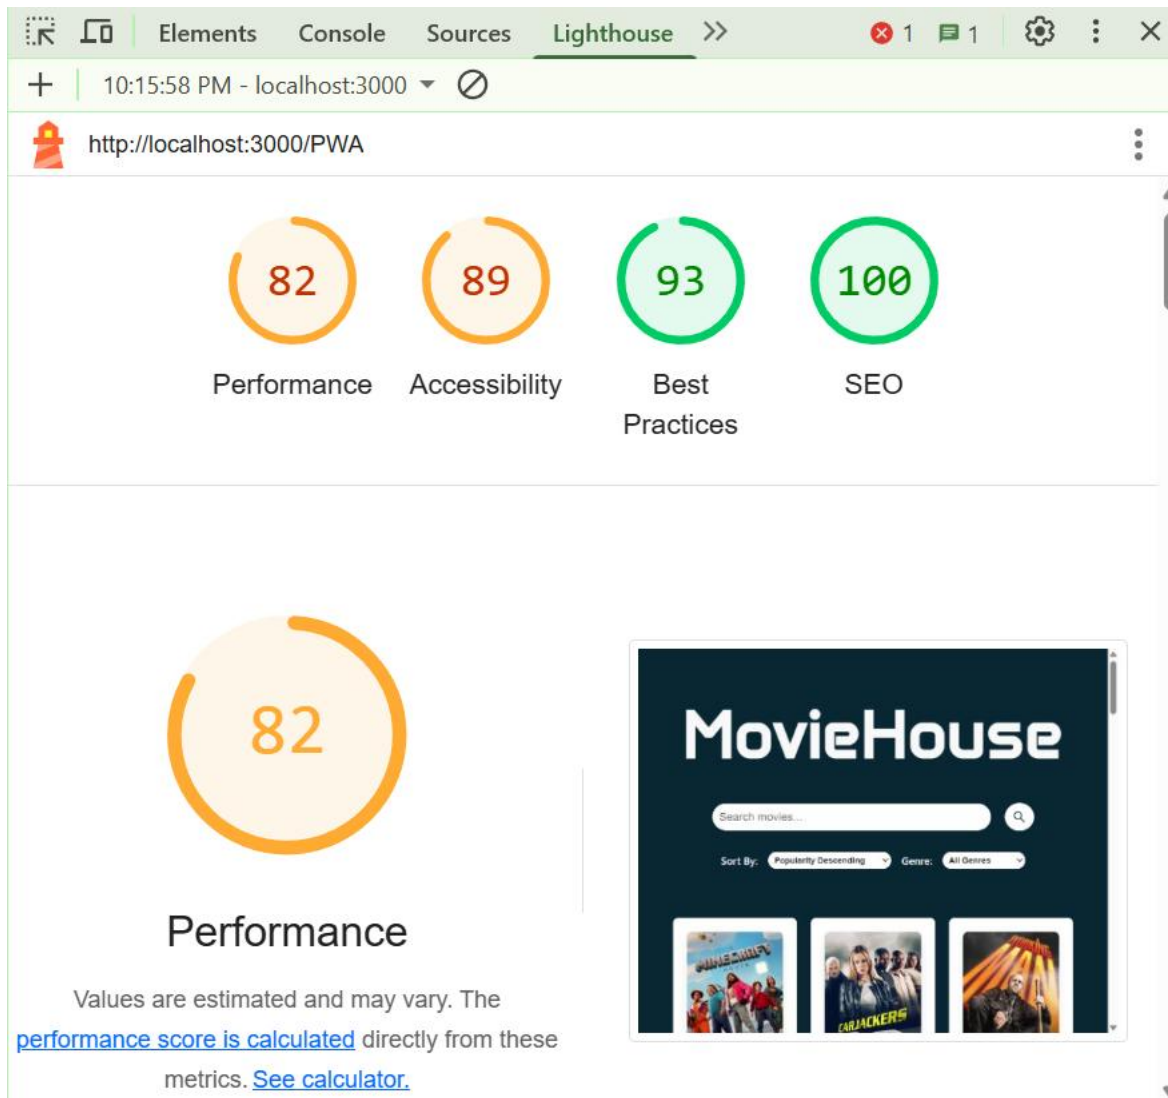 Elements Console Sources Lighthouse 1 1
10:15:58 PM - localhost:3000
http://localhost:3000/PWA
82 89 93 100
Performance Accessibility Best Practices SEO
82
Performance
Values are estimated and may vary. The
performance score is calculated directly from these
metrics. See calculator.
MovieHouse
Search movies...
Sort By: Popularity Descending Genre: All Genres
MINECRAFT
CARJACKERS
MAN